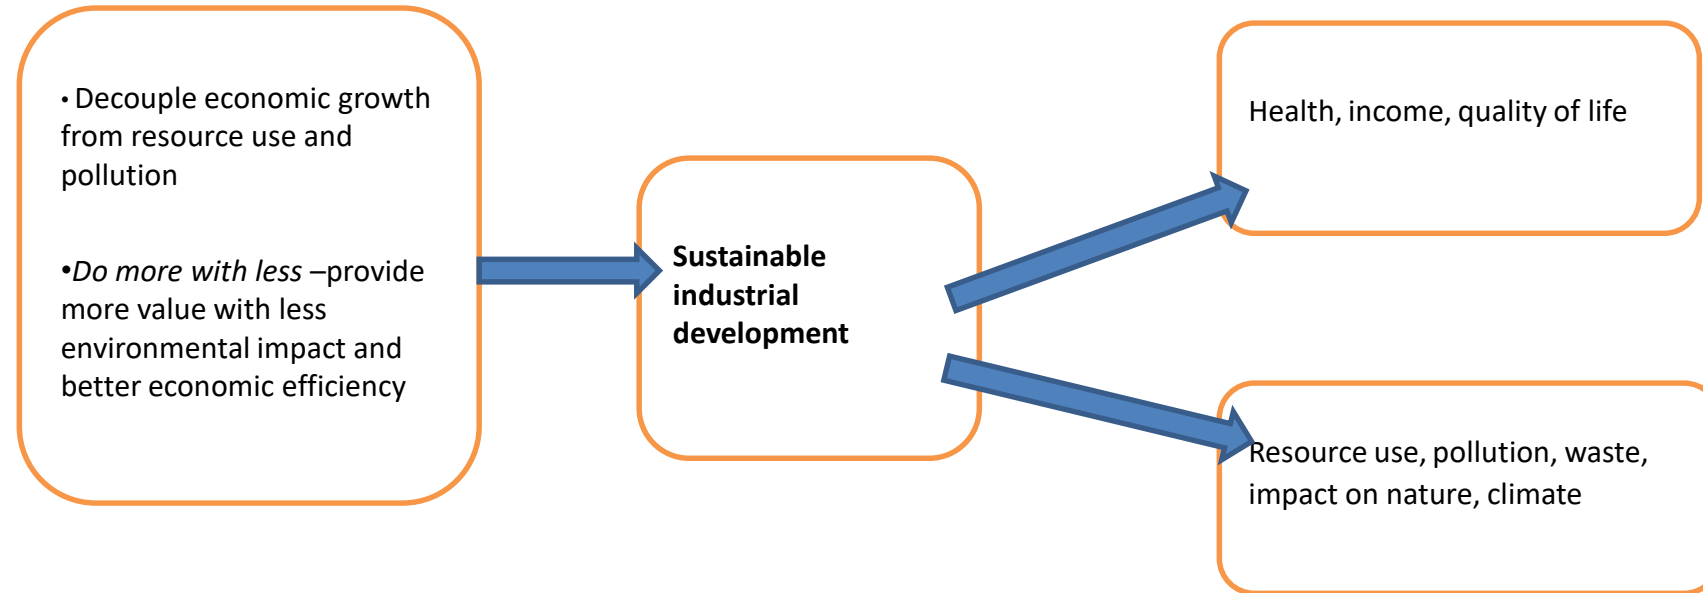 • Decouple economic growth
from resource use and
pollution
•Do more with less –provide
more value with less
environmental impact and
better economic efficiency
Sustainable
industrial
development
Health, income, quality of life
Resource use, pollution, waste,
impact on nature, climate